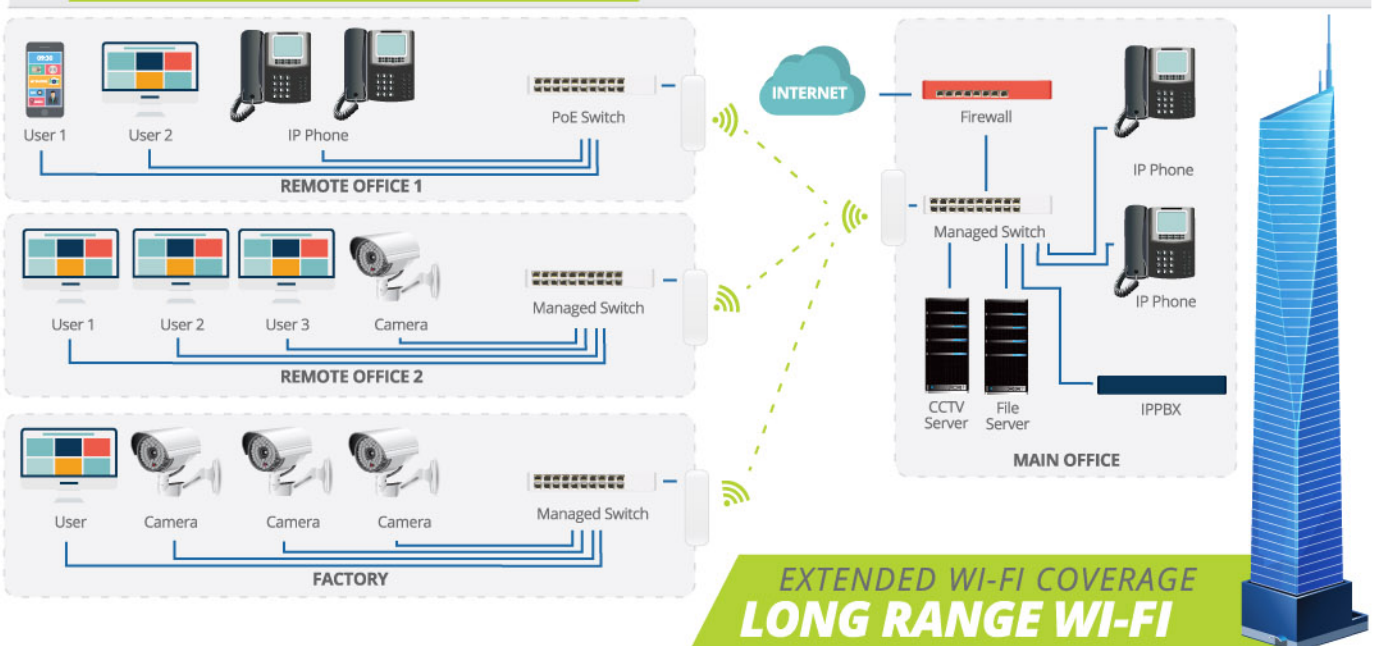 09:30
User 1
User 2
IP Phone
PoE Switch
REMOTE OFFICE 1
User 1
User 2
User 3
Camera
Managed Switch
REMOTE OFFICE 2
User
Camera
Camera
Camera
Managed Switch
FACTORY
INTERNET
Firewall
IP Phone
Managed Switch
IP Phone
CCTV
Server
File
Server
IPPBX
MAIN OFFICE
EXTENDED WI-FI COVERAGE
LONG RANGE WI-FI